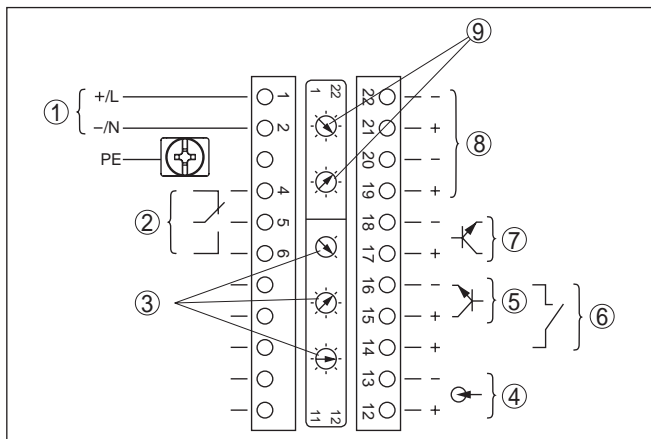 ⑨
① +/L 1 1 22 22 −
−/N 2 21 + ⑧
PE 20 −
4 19 +
② 5 18 − ⑦
6 17 +
③ 16 − ⑤ ⑥
15 +
14 +
13 − ④
11 12 12 +